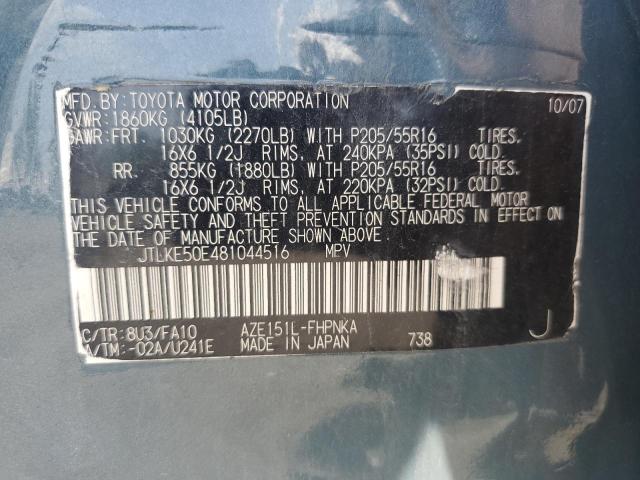 MFD. BY: TOYOTA MOTOR CORPORATION 10/07
GVWR: 1860KG (4105LB)
GAWR: FRT. 1030KG (2270LB) WITH P205/55R16 TIRES.
16X6 1/2J RIMS, AT 240KPA (35PSI) COLD.
RR. 855KG (1880LB) WITH P205/55R16 TIRES.
16X6 1/2J RIMS, AT 220KPA (32PSI) COLD.
THIS VEHICLE CONFORMS TO ALL APPLICABLE FEDERAL MOTOR
VEHICLE SAFETY AND THEFT PREVENTION STANDARDS IN EFFECT ON
THE DATE OF MANUFACTURE SHOWN ABOVE.
JTLKE50E481044516 MPV
C/TR: 8U3/FA10 AZE151L-FHPNKA J
A/TM: -02A/U241E MADE IN JAPAN 738